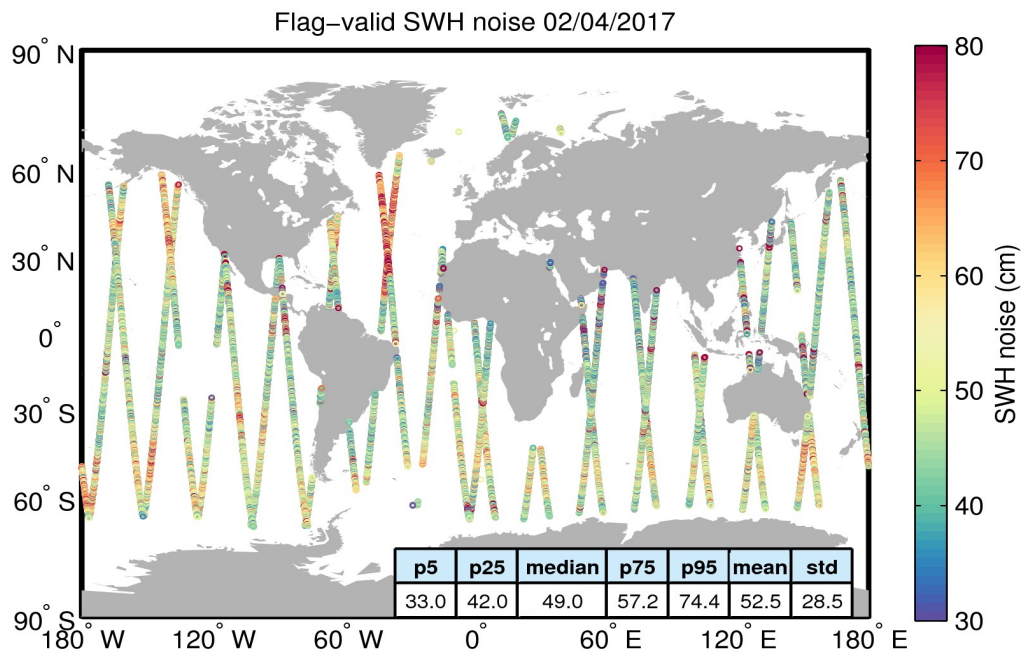 Flag−valid SWH noise 02/04/2017
90° N
60° N
30° N
0°
30° S
60° S
90° S
180° W
120° W
60° W
0°
60° E
120° E
180° E
80
70
60
50
40
30
SWH noise (cm)
p5 p25 median p75 p95 mean std
33.0 42.0 49.0 57.2 74.4 52.5 28.5